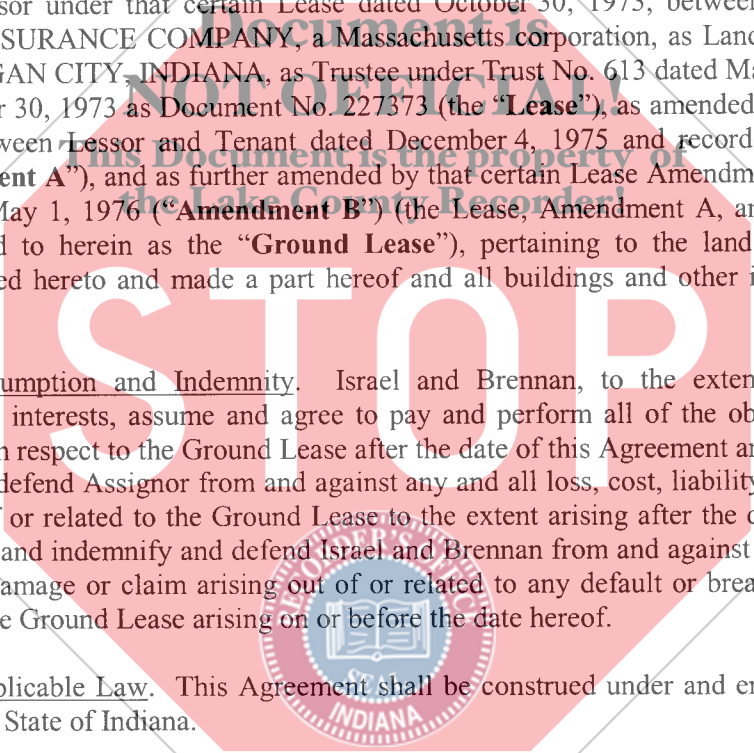 sor under that certain Lease dated October 30, 1973, between
SURANCE COMPANY, a Massachusetts corporation, as Land
GAN CITY, INDIANA, as Trustee under Trust No. 613 dated Ma
r 30, 1973 as Document No. 227373 (the “Lease”), as amended
ween Lessor and Tenant dated December 4, 1975 and record
ent A”), and as further amended by that certain Lease Amendm
May 1, 1976 (“Amendment B”) (the Lease, Amendment A, an
d to herein as the “Ground Lease”), pertaining to the land
ed hereto and made a part hereof and all buildings and other i
umption and Indemnity. Israel and Brennan, to the exten
interests, assume and agree to pay and perform all of the ob
h respect to the Ground Lease after the date of this Agreement an
defend Assignor from and against any and all loss, cost, liability
f or related to the Ground Lease to the extent arising after the d
and indemnify and defend Israel and Brennan from and against
amage or claim arising out of or related to any default or brea
e Ground Lease arising on or before the date hereof.
plicable Law. This Agreement shall be construed under and en
State of Indiana.
Document is
NOT OFFICIAL!
This Document is the property of
the Lake County Recorder!
STOP
RECORDER'S OFFICE
SEAL
INDIANA